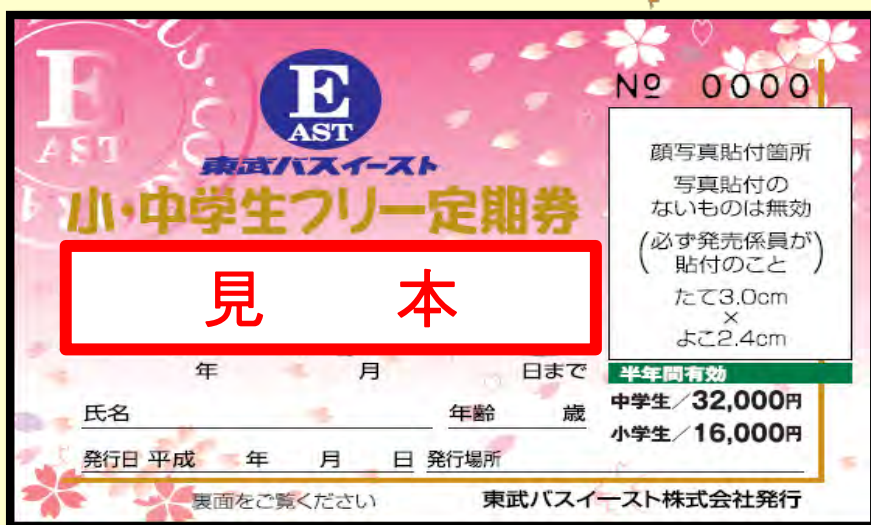 E
AST
東武バスイースト
小・中学生フリー定期券
見 本
年 月 日まで
氏名 年齢 歳
発行日 平成 年 月 日 発行場所
裏面をご覧ください
東武バスイースト株式会社発行
№ 0000
顔写真貼付箇所
写真貼付の
ないものは無効
(必ず発売係員が
貼付のこと)
たて3.0cm
×
よこ2.4cm
半年間有効
中学生/32,000円
小学生/16,000円
E
AST